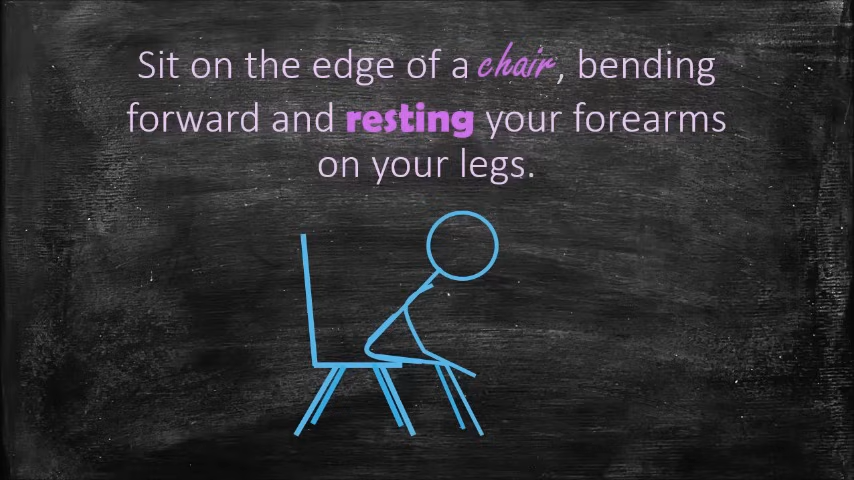 Sit on the edge of a chair, bending
forward and resting your forearms
on your legs.